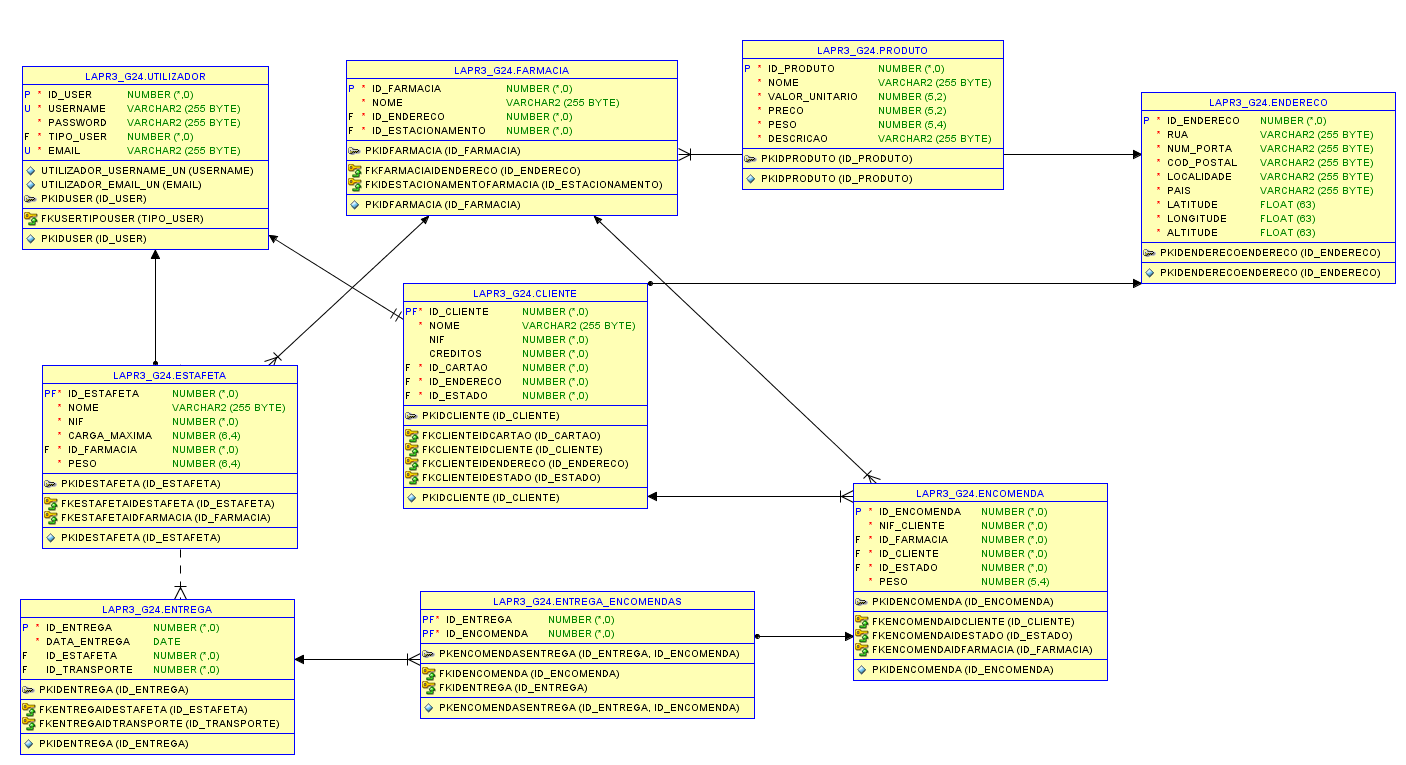 LAPR3_G24.UTILIZADOR
P * ID_USER NUMBER (*,0)
U * USERNAME VARCHAR2 (255 BYTE)
* PASSWORD VARCHAR2 (255 BYTE)
F * TIPO_USER NUMBER (*,0)
U * EMAIL VARCHAR2 (255 BYTE)
UTILIZADOR_USERNAME_UN (USERNAME)
UTILIZADOR_EMAIL_UN (EMAIL)
PKIDUSER (ID_USER)
FKUSERTIPOUSER (TIPO_USER)
PKIDUSER (ID_USER)
LAPR3_G24.FARMACIA
P * ID_FARMACIA NUMBER (*,0)
* NOME VARCHAR2 (255 BYTE)
F * ID_ENDERECO NUMBER (*,0)
F * ID_ESTACIONAMENTO NUMBER (*,0)
PKIDFARMACIA (ID_FARMACIA)
FKFARMACIAIDENDERECO (ID_ENDERECO)
FKIDESTACIONAMENTOFARMACIA (ID_ESTACIONAMENTO)
PKIDFARMACIA (ID_FARMACIA)
LAPR3_G24.PRODUTO
P * ID_PRODUTO NUMBER (*,0)
* NOME VARCHAR2 (255 BYTE)
* VALOR_UNITARIO NUMBER (5,2)
* PRECO NUMBER (5,2)
* PESO NUMBER (5,4)
* DESCRICAO VARCHAR2 (255 BYTE)
PKIDPRODUTO (ID_PRODUTO)
PKIDPRODUTO (ID_PRODUTO)
LAPR3_G24.ENDERECO
P * ID_ENDERECO NUMBER (*,0)
* RUA VARCHAR2 (255 BYTE)
* NUM_PORTA VARCHAR2 (255 BYTE)
* COD_POSTAL VARCHAR2 (255 BYTE)
* LOCALIDADE VARCHAR2 (255 BYTE)
* PAIS VARCHAR2 (255 BYTE)
* LATITUDE FLOAT (63)
* LONGITUDE FLOAT (63)
* ALTITUDE FLOAT (63)
PKIDENDERECOENDERECO (ID_ENDERECO)
PKIDENDERECOENDERECO (ID_ENDERECO)
LAPR3_G24.CLIENTE
PF* ID_CLIENTE NUMBER (*,0)
* NOME VARCHAR2 (255 BYTE)
NIF NUMBER (*,0)
CREDITOS NUMBER (*,0)
F * ID_CARTAO NUMBER (*,0)
F * ID_ENDERECO NUMBER (*,0)
F * ID_ESTADO NUMBER (*,0)
PKIDCLIENTE (ID_CLIENTE)
FKCLIENTEIDCARTAO (ID_CARTAO)
FKCLIENTEIDCLIENTE (ID_CLIENTE)
FKCLIENTEIDENDERECO (ID_ENDERECO)
FKCLIENTEIDESTADO (ID_ESTADO)
PKIDCLIENTE (ID_CLIENTE)
LAPR3_G24.ESTAFETA
PF* ID_ESTAFETA NUMBER (*,0)
* NOME VARCHAR2 (255 BYTE)
* NIF NUMBER (*,0)
* CARGA_MAXIMA NUMBER (6,4)
F * ID_FARMACIA NUMBER (*,0)
* PESO NUMBER (6,4)
PKIDESTAFETA (ID_ESTAFETA)
FKESTAFETAIDESTAFETA (ID_ESTAFETA)
FKESTAFETAIDFARMACIA (ID_FARMACIA)
PKIDESTAFETA (ID_ESTAFETA)
LAPR3_G24.ENCOMENDA
P * ID_ENCOMENDA NUMBER (*,0)
* NIF_CLIENTE NUMBER (*,0)
F * ID_FARMACIA NUMBER (*,0)
F * ID_CLIENTE NUMBER (*,0)
F * ID_ESTADO NUMBER (*,0)
* PESO NUMBER (5,4)
PKIDENCOMENDA (ID_ENCOMENDA)
FKENCOMENDAIDCLIENTE (ID_CLIENTE)
FKENCOMENDAIDESTADO (ID_ESTADO)
FKENCOMENDAIDFARMACIA (ID_FARMACIA)
PKIDENCOMENDA (ID_ENCOMENDA)
LAPR3_G24.ENTREGA
P * ID_ENTREGA NUMBER (*,0)
* DATA_ENTREGA DATE
F ID_ESTAFETA NUMBER (*,0)
F ID_TRANSPORTE NUMBER (*,0)
PKIDENTREGA (ID_ENTREGA)
FKENTREGAIDESTAFETA (ID_ESTAFETA)
FKENTREGAIDTRANSPORTE (ID_TRANSPORTE)
PKIDENTREGA (ID_ENTREGA)
LAPR3_G24.ENTREGA_ENCOMENDAS
PF* ID_ENTREGA NUMBER (*,0)
PF* ID_ENCOMENDA NUMBER (*,0)
PKENCOMENDASENTREGA (ID_ENTREGA, ID_ENCOMENDA)
FKIDENCOMENDA (ID_ENCOMENDA)
FKIDENTREGA (ID_ENTREGA)
PKENCOMENDASENTREGA (ID_ENTREGA, ID_ENCOMENDA)